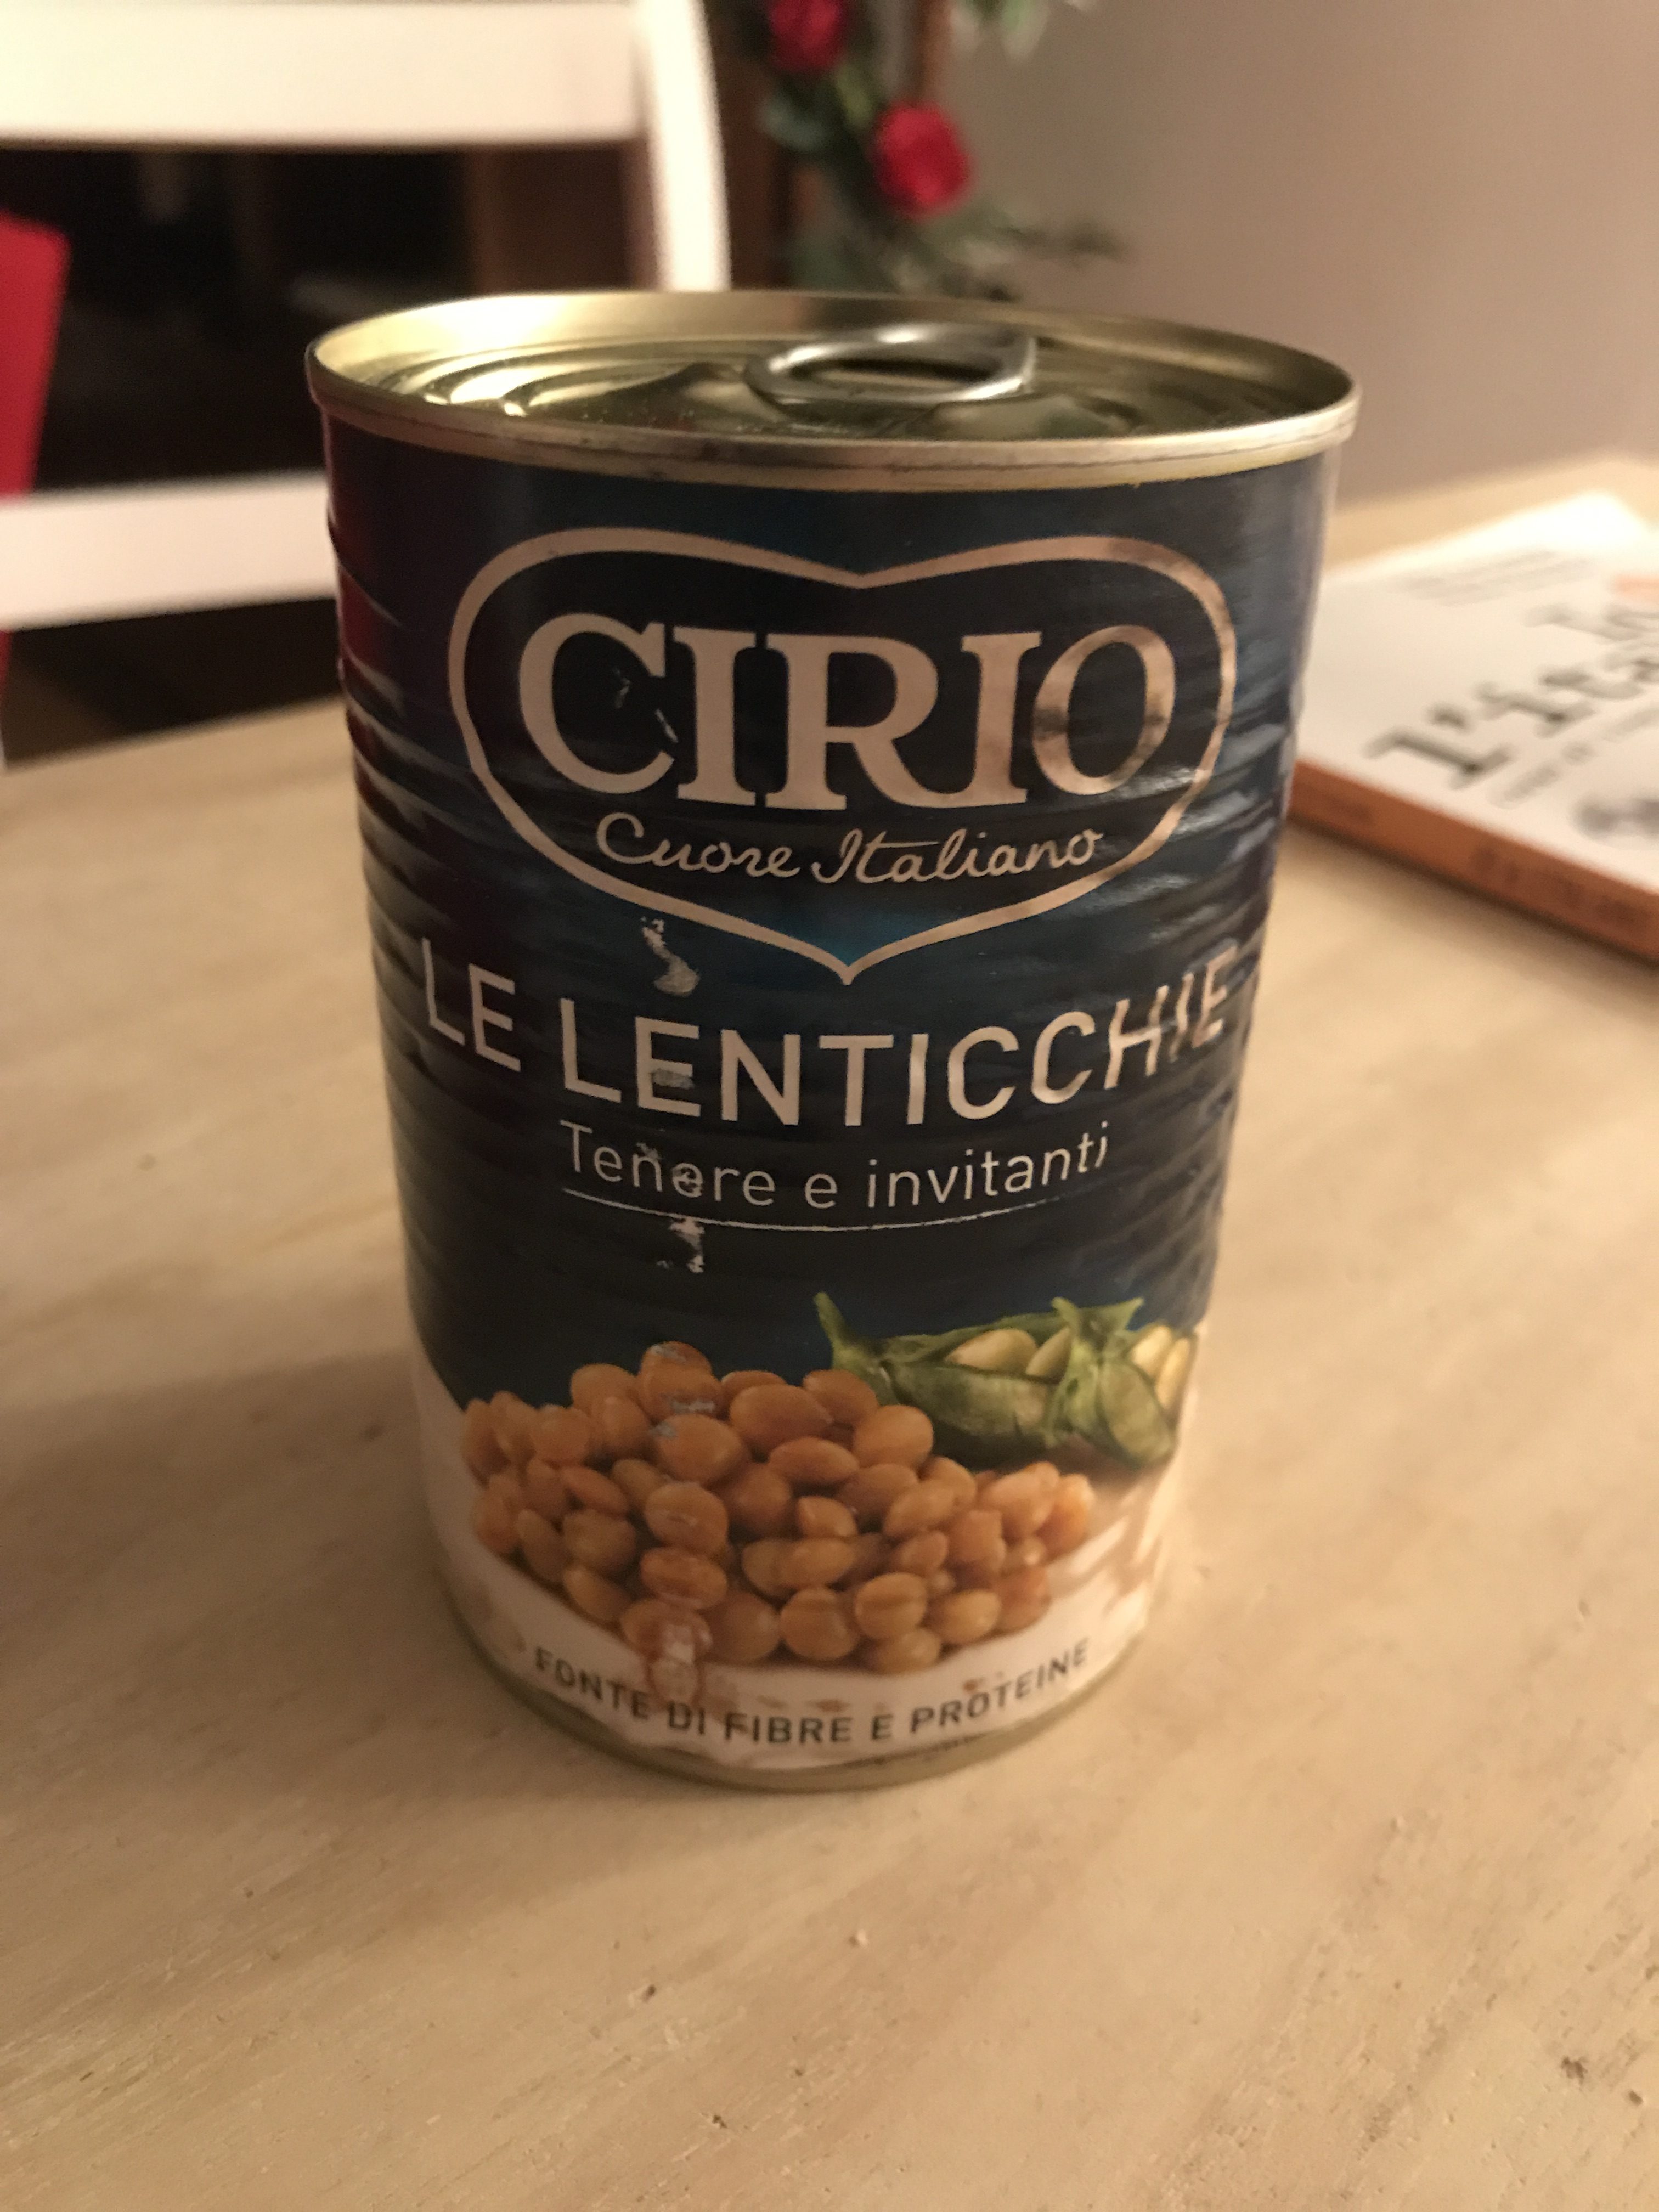 CIRIO
Cuore Italiano
LE LENTICCHIE
Tenere e invitanti
FONTE DI FIBRE E PROTEINE